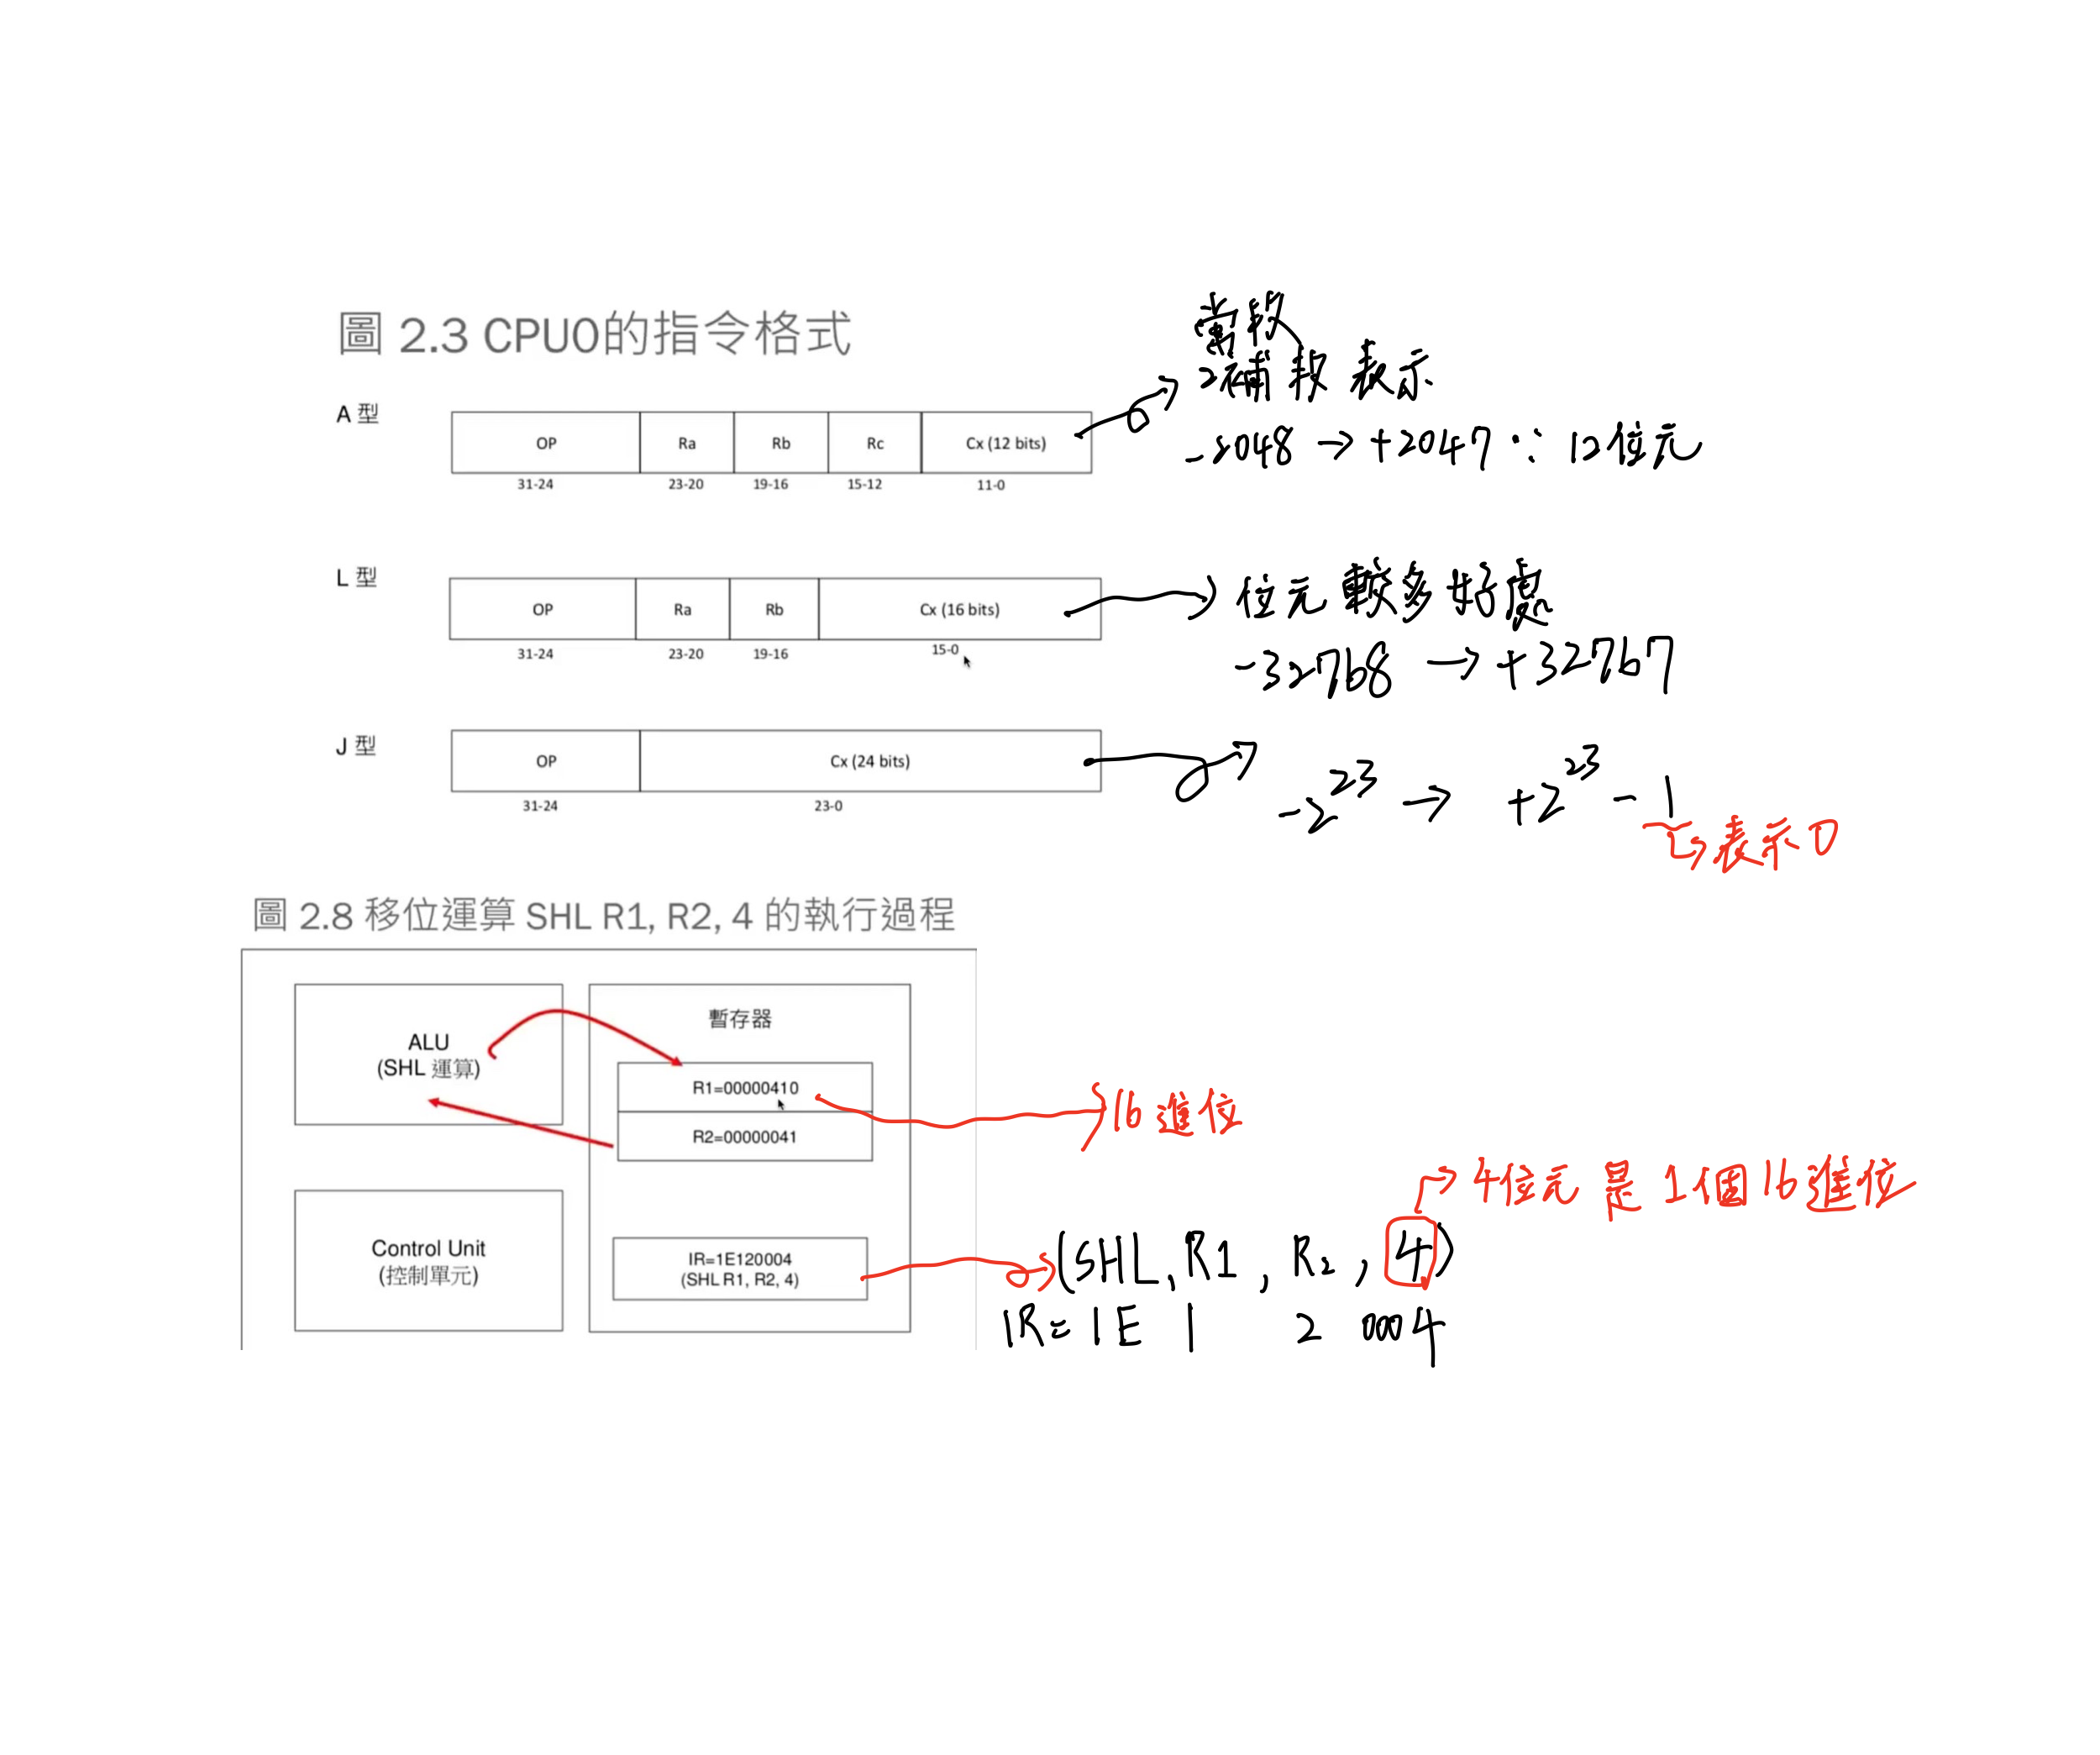 圖 2.3 CPU0的指令格式
常數
2補數表示
-2048 → +2047 ∵ 12位元
A 型
OP Ra Rb Rc Cx (12 bits)
31-24 23-20 19-16 15-12 11-0
L 型
OP Ra Rb Cx (16 bits)
31-24 23-20 19-16 15-0
位元較多好處
-32768 → +32767
J 型
OP Cx (24 bits)
31-24 23-0
-2^23 → +2^23 - 1
表示0
圖 2.8 移位運算 SHL R1, R2, 4 的執行過程
ALU
(SHL 運算)
暫存器
R1=00000410
R2=00000041
16進位
Control Unit
(控制單元)
IR=1E120004
(SHL R1, R2, 4)
4位元是1個16進位
(SHL, R1, R2, 4)
IR= 1E 1 2 0004